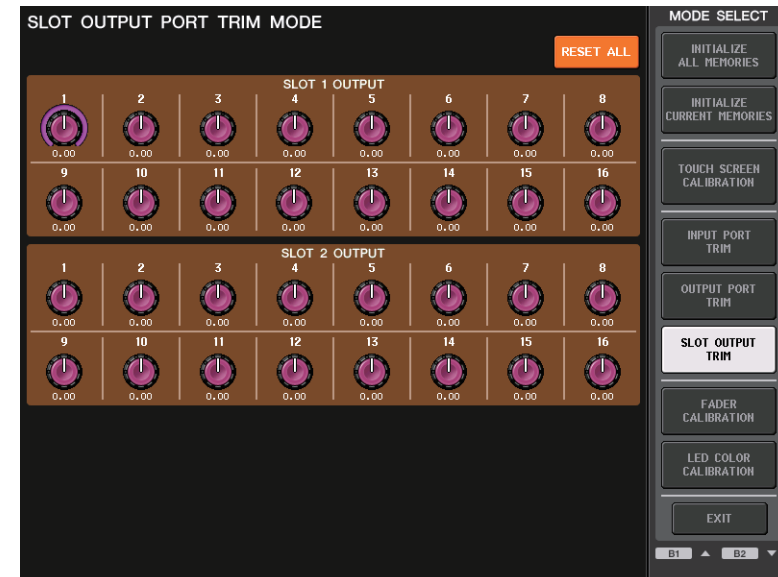 SLOT OUTPUT PORT TRIM MODE
RESET ALL
SLOT 1 OUTPUT
1 2 3 4 5 6 7 8
0.00 0.00 0.00 0.00 0.00 0.00 0.00 0.00
9 10 11 12 13 14 15 16
0.00 0.00 0.00 0.00 0.00 0.00 0.00 0.00
SLOT 2 OUTPUT
1 2 3 4 5 6 7 8
0.00 0.00 0.00 0.00 0.00 0.00 0.00 0.00
9 10 11 12 13 14 15 16
0.00 0.00 0.00 0.00 0.00 0.00 0.00 0.00
MODE SELECT
INITIALIZE
ALL MEMORIES
INITIALIZE
CURRENT MEMORIES
TOUCH SCREEN
CALIBRATION
INPUT PORT
TRIM
OUTPUT PORT
TRIM
SLOT OUTPUT
TRIM
FADER
CALIBRATION
LED COLOR
CALIBRATION
EXIT
B1 ▲ B2 ▼